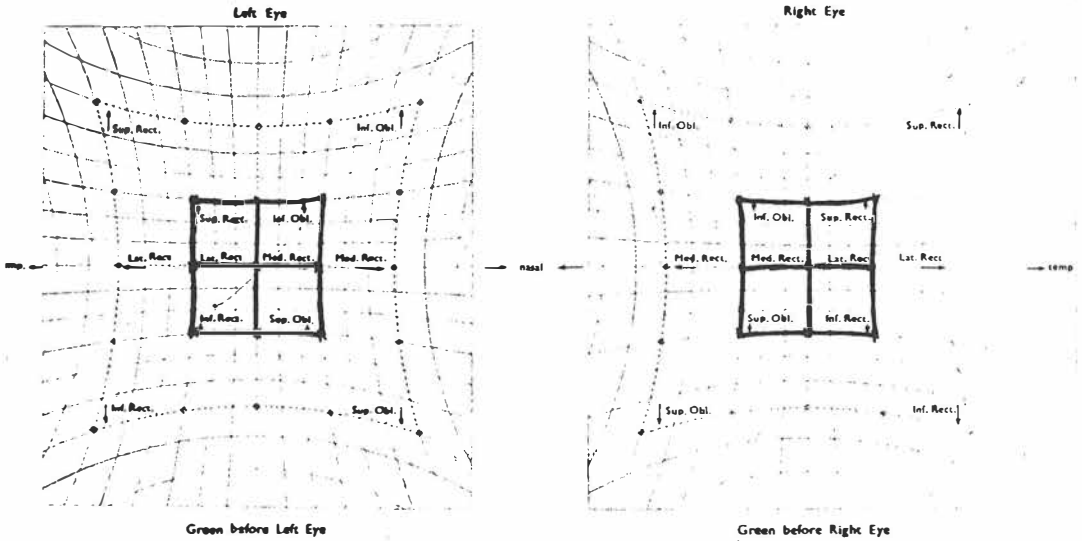 Left Eye
Right Eye
Sup. Rect.
Inf. Obl.
Inf. Obl.
Sup. Rect.
Sup. Rect.
Inf. Obl.
Inf. Obl.
Sup. Rect.
Lat. Rect
Lat. Rect
Med. Rect.
Med. Rect.
nasal
Med. Rect.
Med. Rect.
Lat. Rec
Lat. Rect
temp
mp.
Inf. Rect.
Sup. Obl.
Sup. Obl.
Inf. Rect.
Inf. Rect.
Sup. Obl.
Sup. Obl.
Inf. Rect.
Green before Left Eye
Green before Right Eye